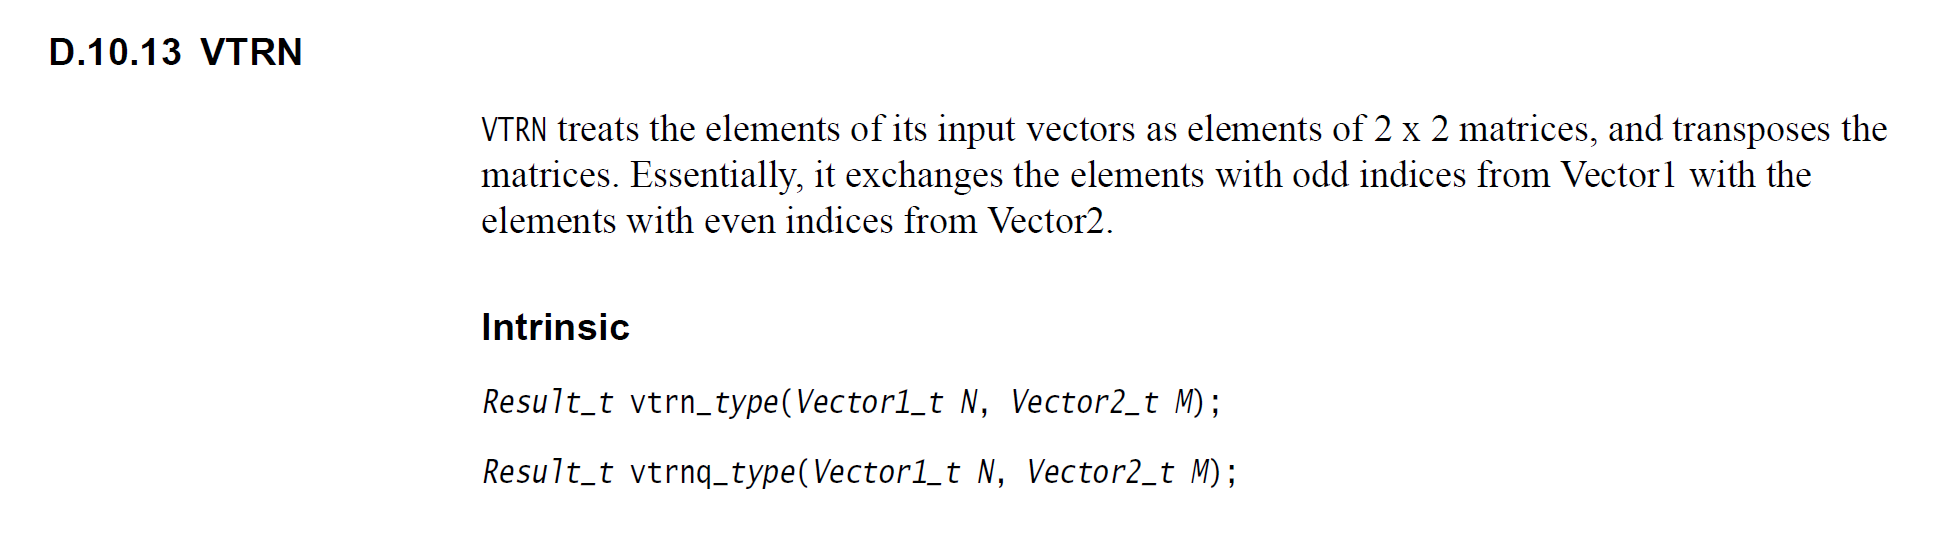 D.10.13 VTRN
VTRN treats the elements of its input vectors as elements of 2 x 2 matrices, and transposes the
matrices. Essentially, it exchanges the elements with odd indices from Vector1 with the
elements with even indices from Vector2.
Intrinsic
Result_t vtrn_type(Vector1_t N, Vector2_t M);
Result_t vtrnq_type(Vector1_t N, Vector2_t M);